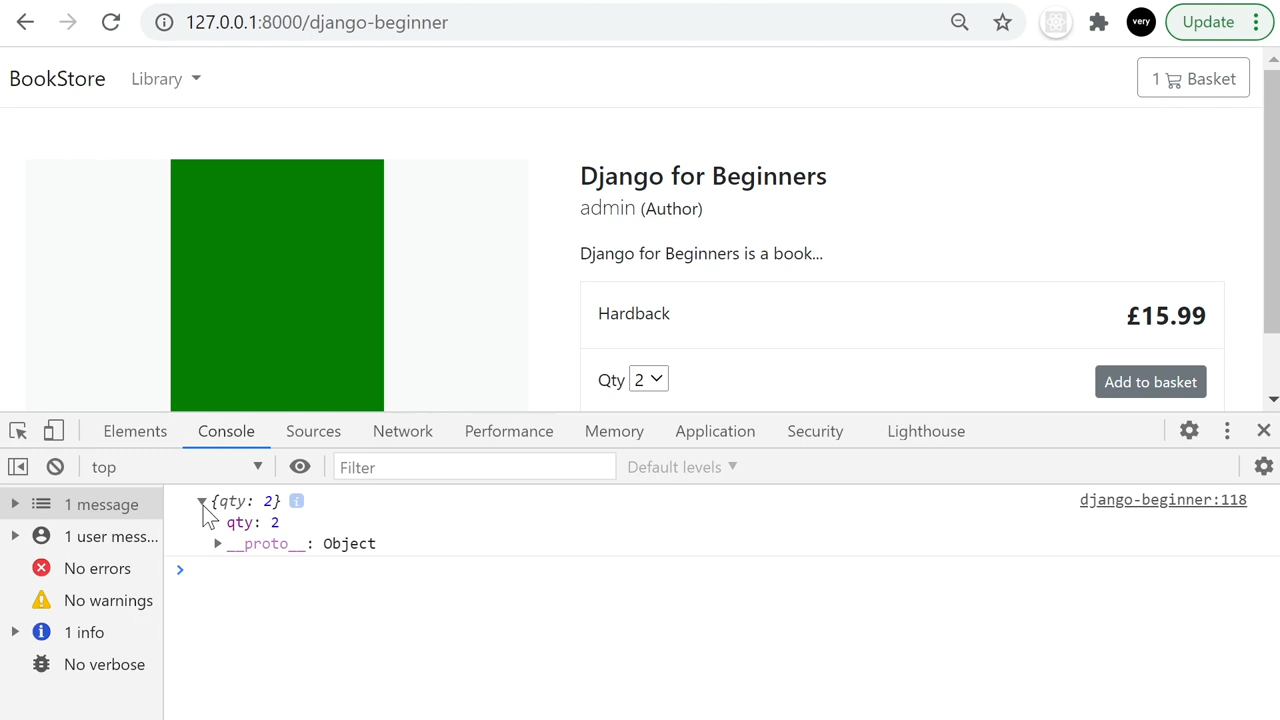 127.0.0.1:8000/django-beginner
very
Update
BookStore
Library
1 Basket
Django for Beginners
admin (Author)
Django for Beginners is a book...
Hardback
£15.99
Qty 2
Add to basket
Elements Console Sources Network Performance Memory Application Security Lighthouse
top
Filter
Default levels
1 message
1 user mess...
No errors
No warnings
1 info
No verbose
{qty: 2} i
django-beginner:118
qty: 2
__proto__: Object